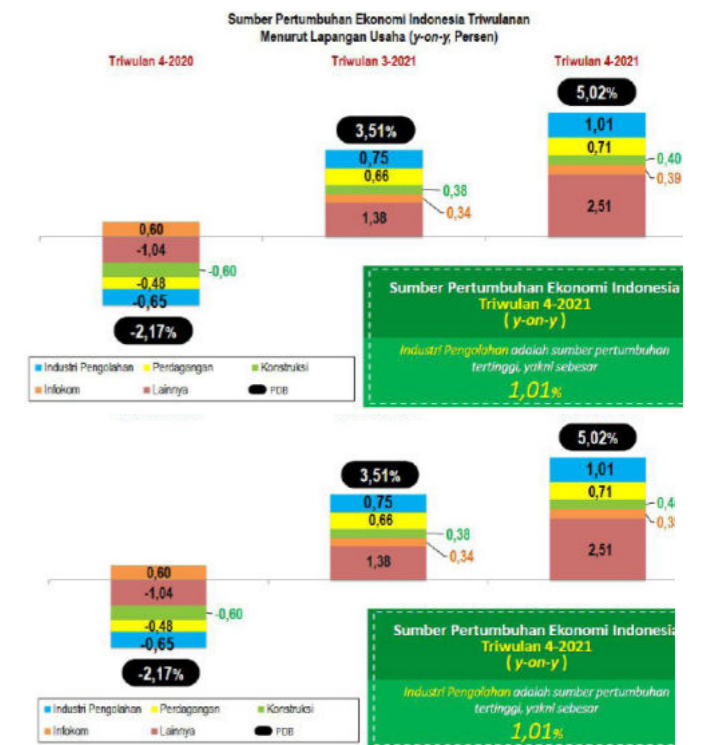 Sumber Pertumbuhan Ekonomi Indonesia Triwulanan
Menurut Lapangan Usaha (y-on-y, Persen)
Triwulan 4-2020
Triwulan 3-2021
Triwulan 4-2021
5,02%
3,51%
1,01
0,75
0,71
0,66
0,40
0,38
0,39
0,34
1,38
2,51
0,60
-1,04
-0,60
-0,48
-0,65
-2,17%
Sumber Pertumbuhan Ekonomi Indonesia
Triwulan 4-2021
( y-on-y )
Industri Pengolahan adalah sumber pertumbuhan
tertinggi, yakni sebesar
1,01%
Industri Pengolahan Perdagangan Konstruksi
Infokom Lainnya PDB
5,02%
3,51%
1,01
0,75
0,71
0,66
0,38
0,34
1,38
2,51
0,60
-1,04
-0,60
-0,48
-0,65
-2,17%
Sumber Pertumbuhan Ekonomi Indonesia
Triwulan 4-2021
( y-on-y )
Industri Pengolahan adalah sumber pertumbuhan
tertinggi, yakni sebesar
1,01%
Industri Pengolahan Perdagangan Konstruksi
Infokom Lainnya PDB